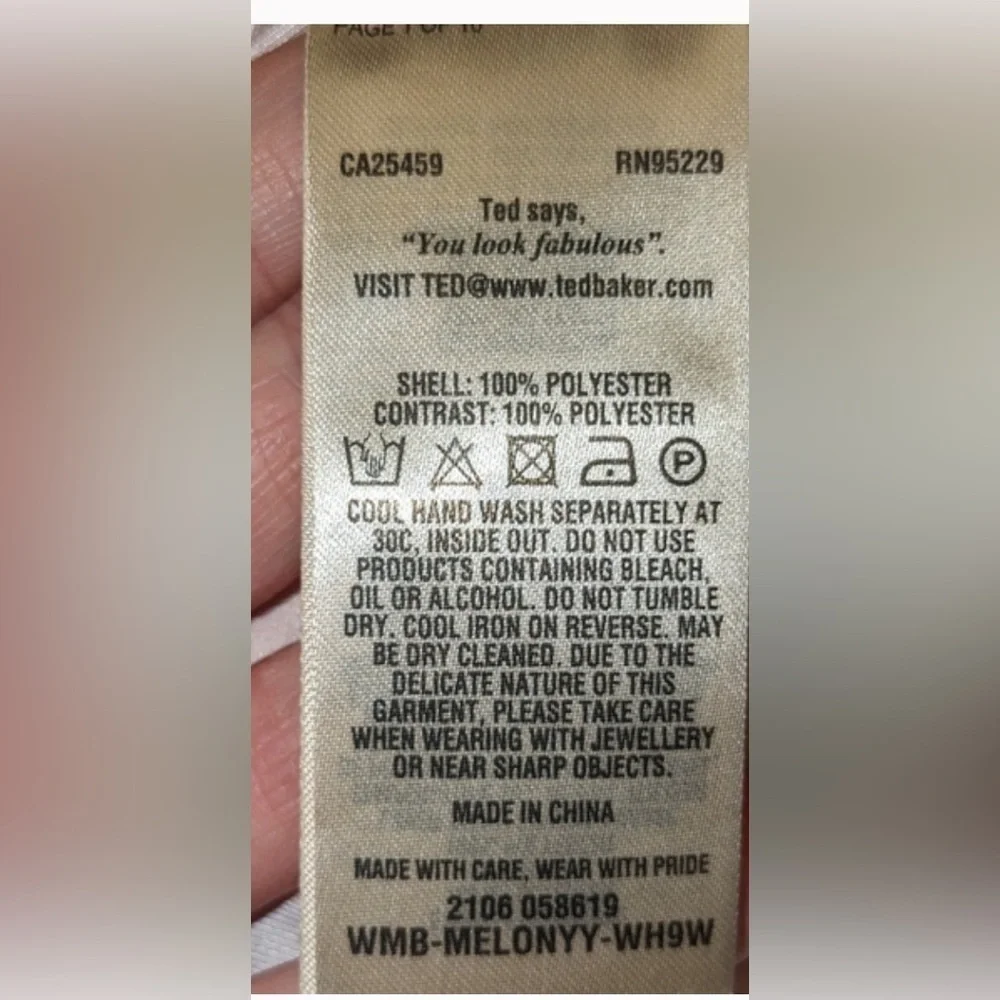 PAGE 1 OF 10
CA25459 RN95229
Ted says,
“You look fabulous”.
VISIT TED@www.tedbaker.com
SHELL: 100% POLYESTER
CONTRAST: 100% POLYESTER
P
COOL HAND WASH SEPARATELY AT
30C, INSIDE OUT. DO NOT USE
PRODUCTS CONTAINING BLEACH,
OIL OR ALCOHOL. DO NOT TUMBLE
DRY. COOL IRON ON REVERSE. MAY
BE DRY CLEANED. DUE TO THE
DELICATE NATURE OF THIS
GARMENT, PLEASE TAKE CARE
WHEN WEARING WITH JEWELLERY
OR NEAR SHARP OBJECTS.
MADE IN CHINA
MADE WITH CARE, WEAR WITH PRIDE
2106 058619
WMB-MELONYY-WH9W